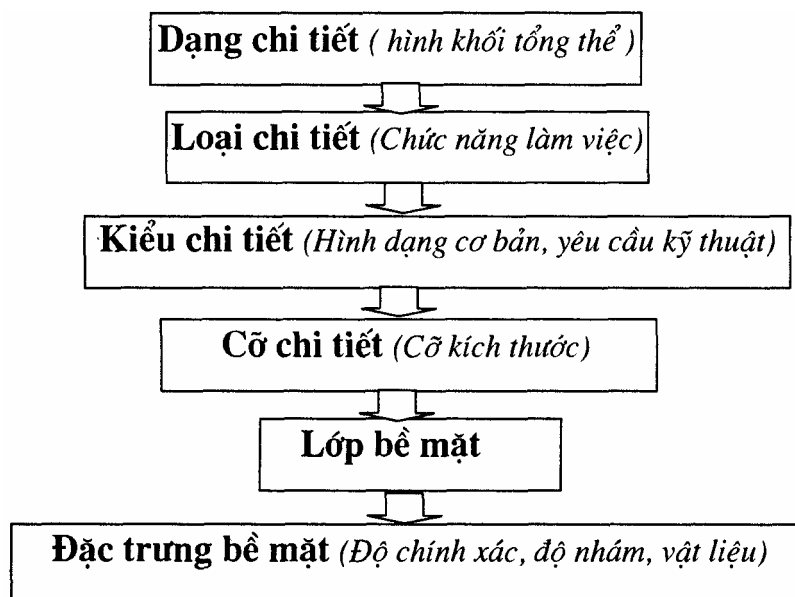 Dạng chi tiết ( hình khối tổng thể )
Loại chi tiết (Chức năng làm việc)
Kiểu chi tiết (Hình dạng cơ bản, yêu cầu kỹ thuật)
Cỡ chi tiết (Cỡ kích thước)
Lớp bề mặt
Đặc trưng bề mặt (Độ chính xác, độ nhám, vật liệu)